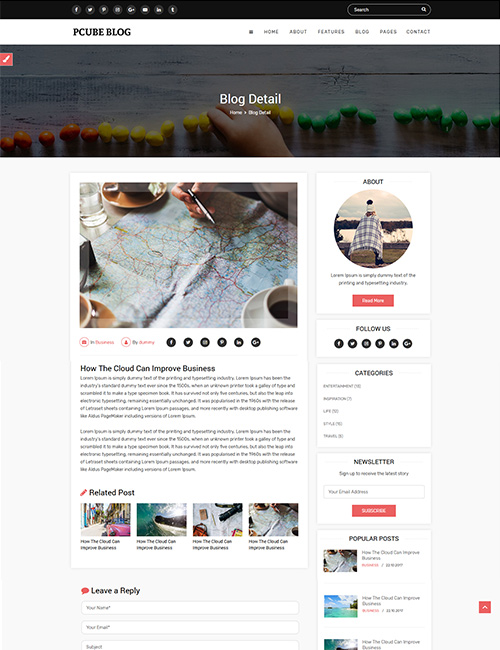 Search
PCUBE BLOG
HOME ABOUT FEATURES BLOG PAGES CONTACT
Blog Detail
Home » Blog Detail
In Business By dummy
How The Cloud Can Improve Business
Lorem Ipsum is simply dummy text of the printing and typesetting industry. Lorem Ipsum has been the
industry's standard dummy text ever since the 1500s, when an unknown printer took a galley of type and
scrambled it to make a type specimen book. It has survived not only five centuries, but also the leap into
electronic typesetting, remaining essentially unchanged. It was popularised in the 1960s with the release
of Letraset sheets containing Lorem Ipsum passages, and more recently with desktop publishing software
like Aldus PageMaker including versions of Lorem Ipsum.
Lorem Ipsum is simply dummy text of the printing and typesetting industry. Lorem Ipsum has been the
industry's standard dummy text ever since the 1500s, when an unknown printer took a galley of type and
scrambled it to make a type specimen book. It has survived not only five centuries, but also the leap into
electronic typesetting, remaining essentially unchanged. It was popularised in the 1960s with the release
of Letraset sheets containing Lorem Ipsum passages, and more recently with desktop publishing software
like Aldus PageMaker including versions of Lorem Ipsum.
Related Post
How The Cloud Can
Improve Business
How The Cloud Can
Improve Business
How The Cloud Can
Improve Business
How The Cloud Can
Improve Business
Leave a Reply
Your Name*
Your Email*
Subject
ABOUT
Lorem Ipsum is simply dummy text of the
printing and typesetting industry.
Read More
FOLLOW US
CATEGORIES
ENTERTAINMENT (18)
INSPIRATION (7)
LIFE (12)
STYLE (15)
TRAVEL (5)
NEWSLETTER
Sign up to receive the latest story
Your Email Address
SUBSCRIBE
POPULAR POSTS
How The Cloud Can Improve
Business
BUSINESS / 22.10.2017
How The Cloud Can Improve
Business
BUSINESS / 22.10.2017
How The Cloud Can Improve
Business